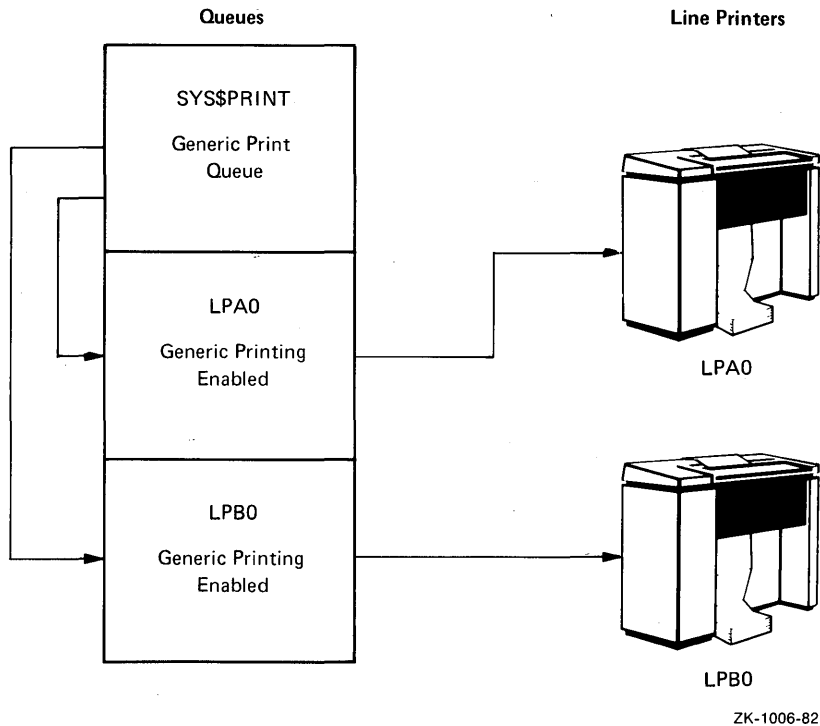 Queues
Line Printers
SYS$PRINT
Generic Print
Queue
LPA0
Generic Printing
Enabled
LPA0
LPB0
Generic Printing
Enabled
LPB0
ZK-1006-82